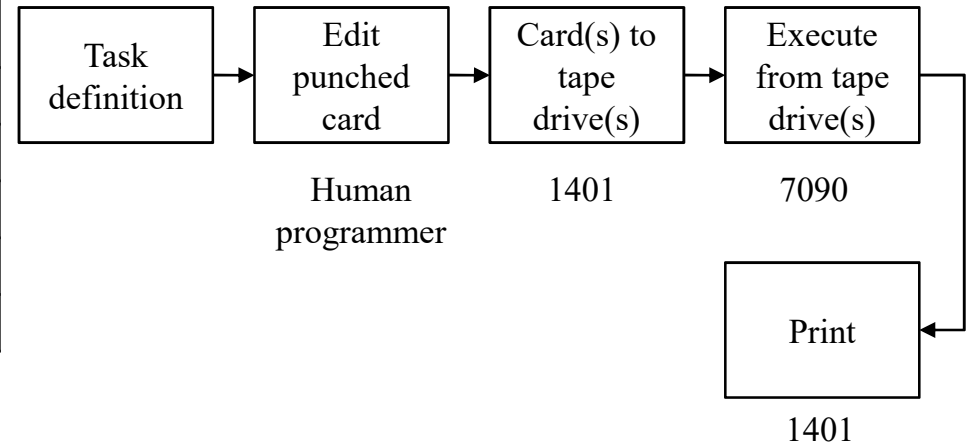 Task
definition
Edit
punched
card
Card(s) to
tape
drive(s)
Execute
from tape
drive(s)
Human
programmer
1401
7090
Print
1401